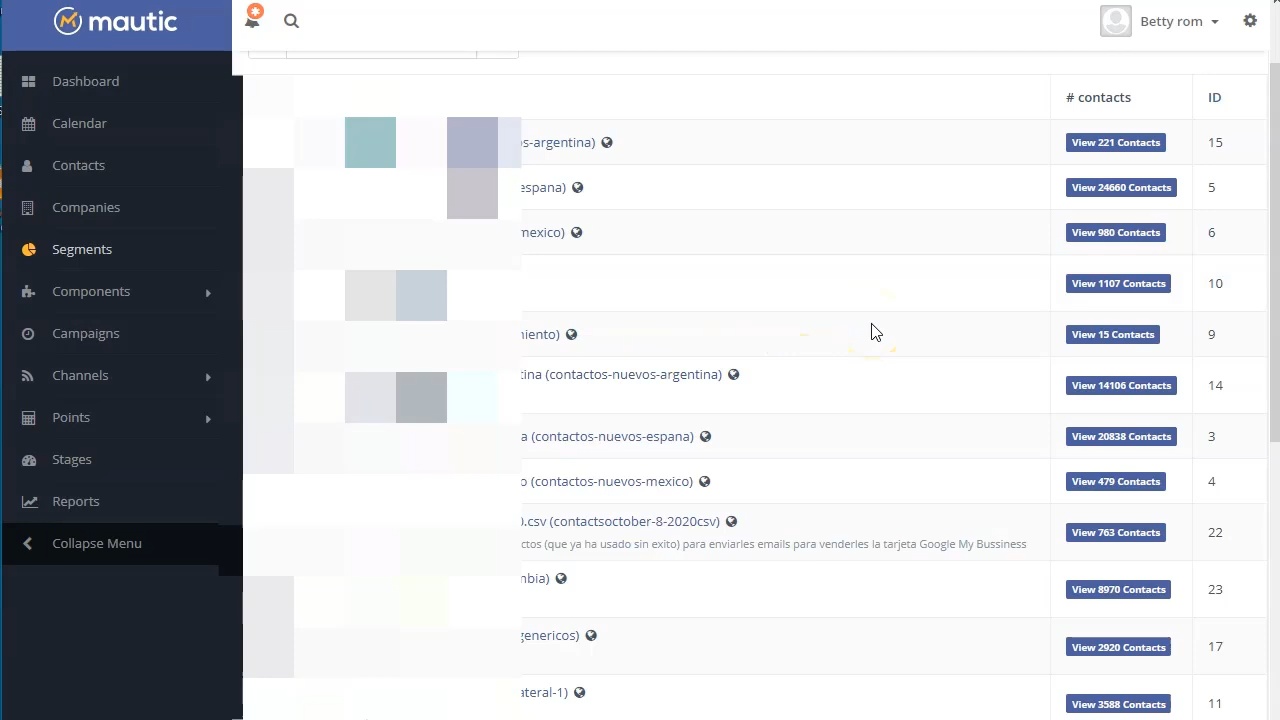 mautic
Betty rom
Dashboard
Calendar
Contacts
Companies
Segments
Components
Campaigns
Channels
Points
Stages
Reports
Collapse Menu
# contacts ID
s-argentina) View 221 Contacts 15
espana) View 24660 Contacts 5
mexico) View 980 Contacts 6
View 1107 Contacts 10
miento) View 15 Contacts 9
tina (contactos-nuevos-argentina) View 14106 Contacts 14
a (contactos-nuevos-espana) View 20838 Contacts 3
o (contactos-nuevos-mexico) View 479 Contacts 4
0.csv (contactsoctober-8-2020csv) View 763 Contacts 22
ctos (que ya ha usado sin exito) para enviarles emails para venderles la tarjeta Google My Bussiness
mbia) View 8970 Contacts 23
genericos) View 2920 Contacts 17
ateral-1) View 3588 Contacts 11